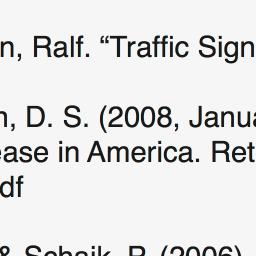 n, Ralf. “Traffic Sign
n, D. S. (2008, Janua
ease in America. Ret
df
& Schaik, P. (2006)